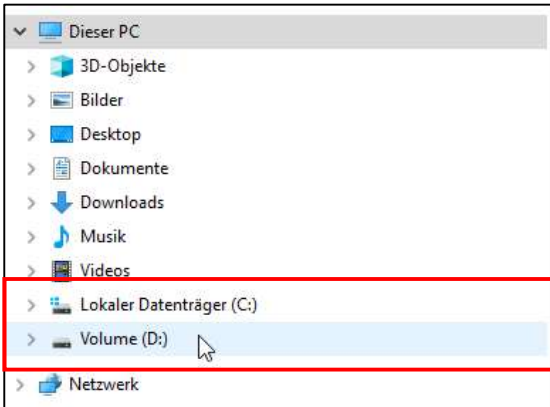 Dieser PC
3D-Objekte
Bilder
Desktop
Dokumente
Downloads
Musik
Videos
Lokaler Datenträger (C:)
Volume (D:)
Netzwerk